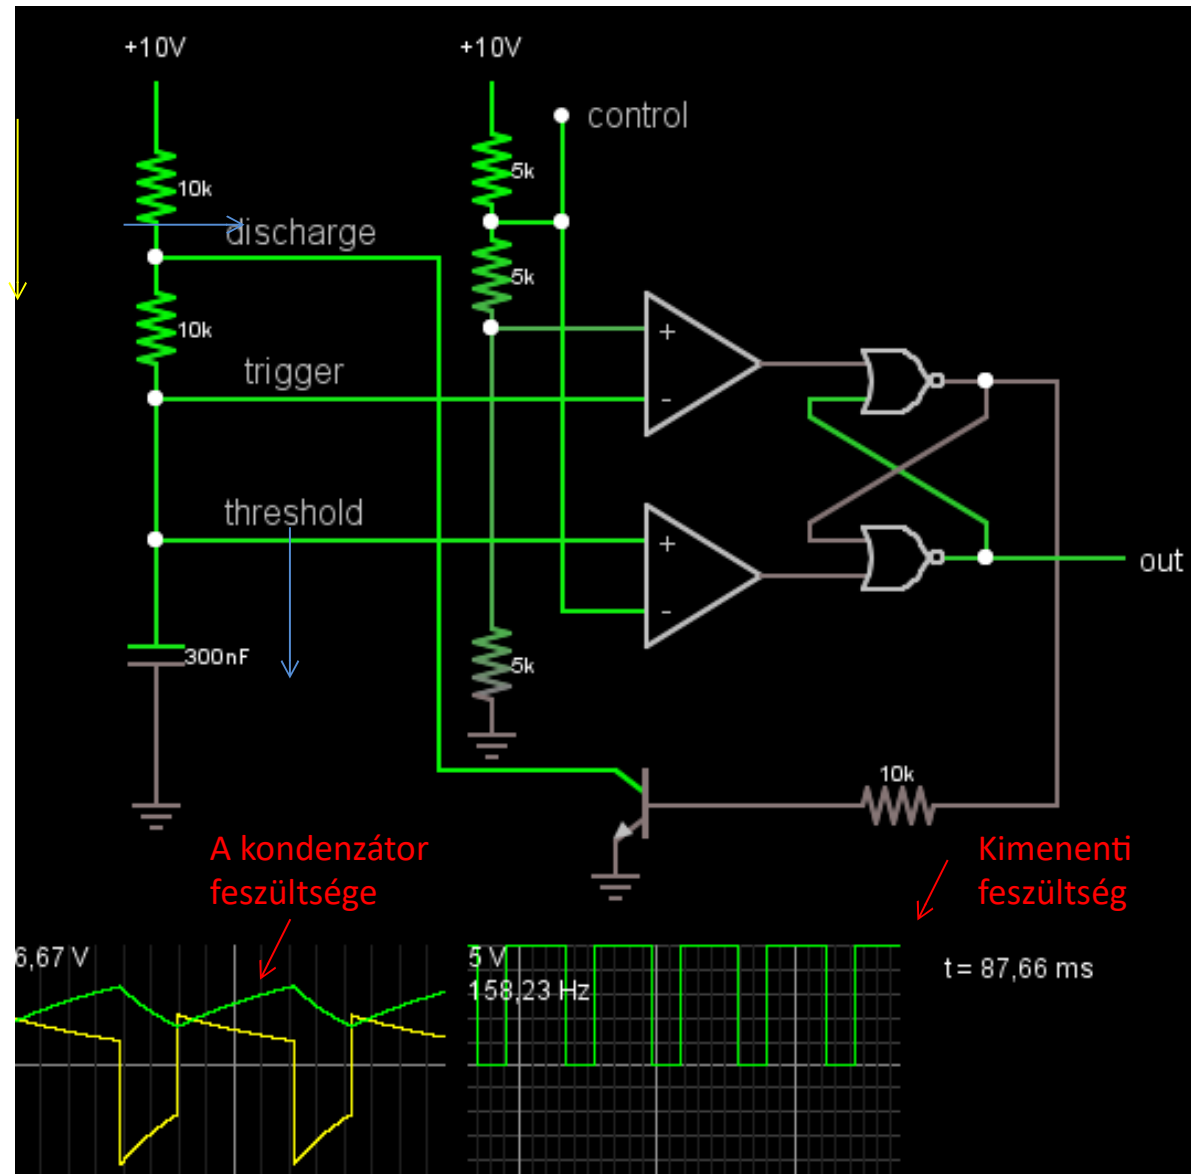 +10V
+10V
control
10k
5k
discharge
5k
10k
+
trigger
-
threshold
+
out
-
300nF
5k
10k
A kondenzátor
feszültsége
Kimenenti
feszültség
6,67 V
5 V
158,23 Hz
t = 87,66 ms